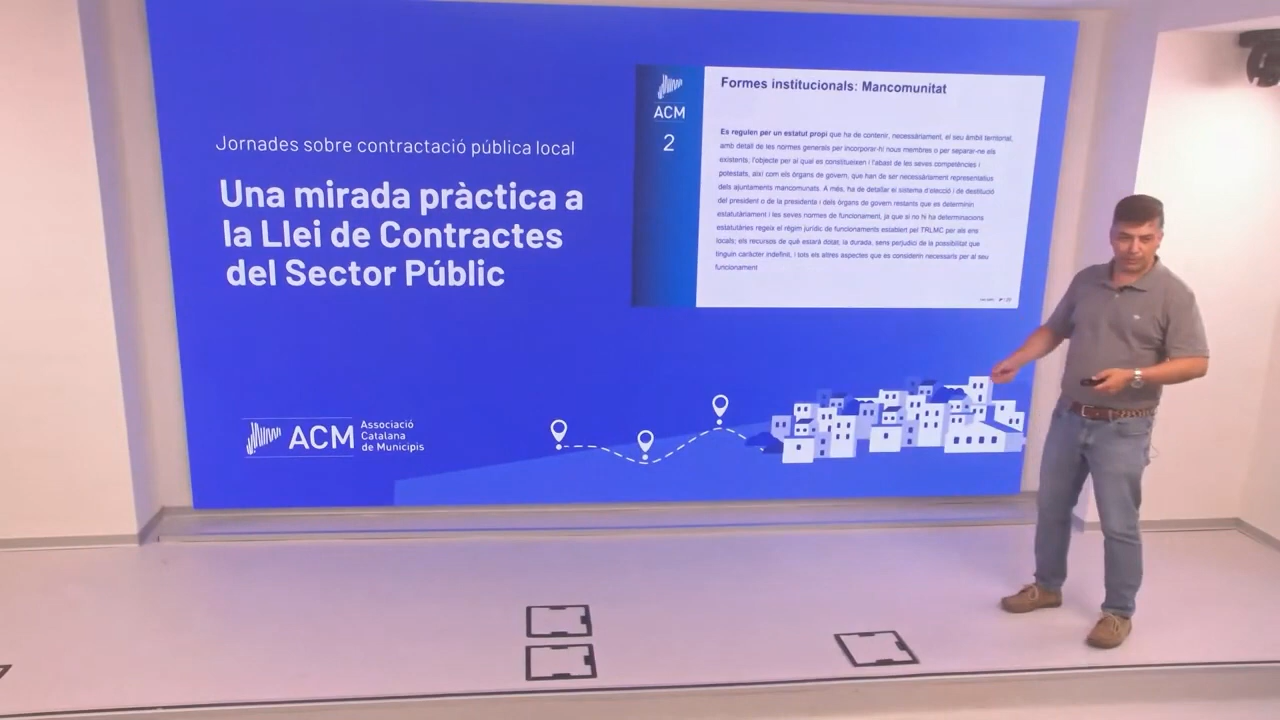 Jornades sobre contractació pública local
Una mirada pràctica a
la Llei de Contractes
del Sector Públic
ACM
Associació
Catalana
de Municipis
ACM
2
Formes institucionals: Mancomunitat
Es regulen per un estatut propi que ha de contenir, necessàriament, el seu àmbit territorial,
amb detall de les normes generals per incorporar-hi nous membres o per separar-ne els
existents; l'objecte per al qual es constitueixen i l'abast de les seves competències i
potestats, així com els òrgans de govern, que han de ser necessàriament representatius
dels ajuntaments mancomunats. A més, ha de detallar el sistema d'elecció i de destitució
del president o de la presidenta i dels òrgans de govern restants que es determinin
estatutàriament i les seves normes de funcionament, ja que si no hi ha determinacions
estatutàries regeix el règim jurídic de funcionaments establert pel TRLMC per als ens
locals; els recursos de què estarà dotat, la durada, sens perjudici de la possibilitat que
tinguin caràcter indefinit, i tots els altres aspectes que es considerin necessaris per al seu
funcionament